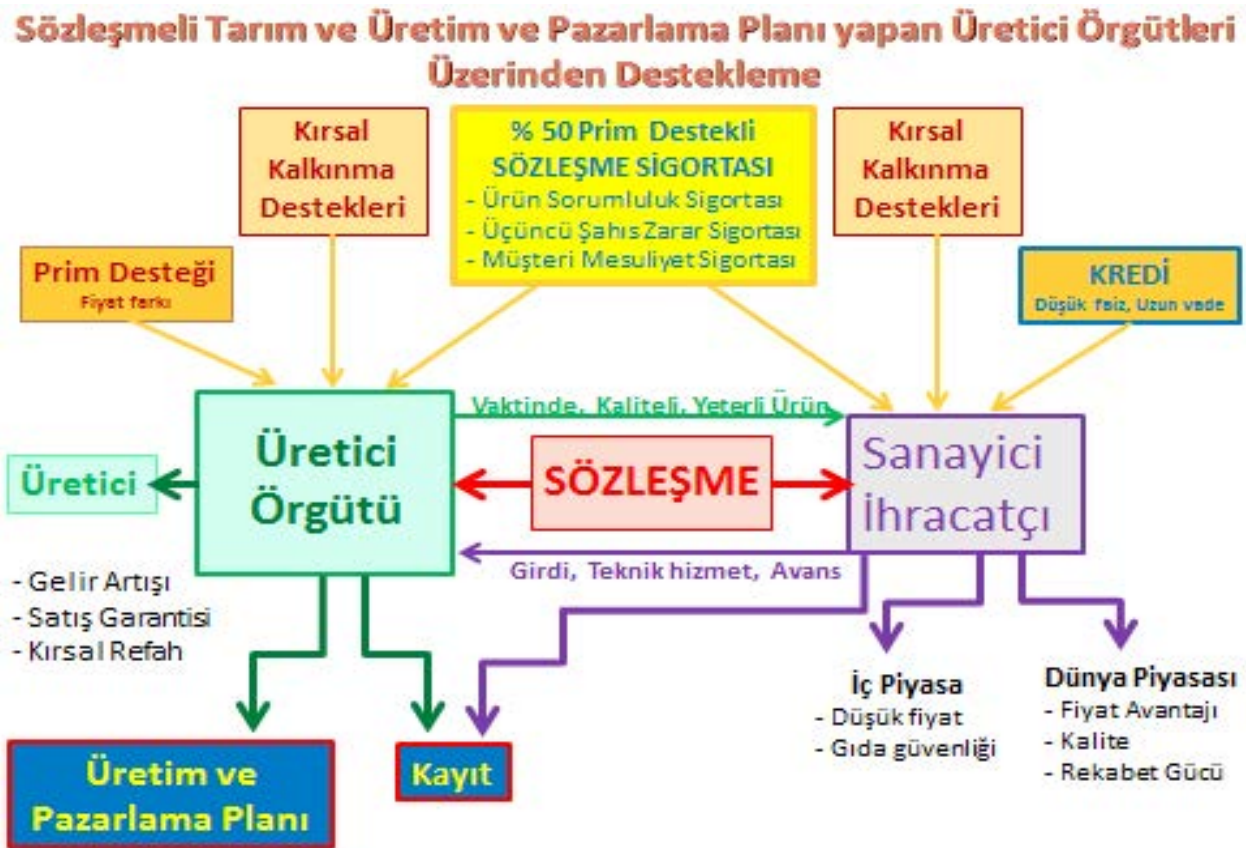 Sözleşmeli Tarım ve Üretim ve Pazarlama Planı yapan Üretici Örgütleri
Üzerinden Destekleme
Kırsal
Kalkınma
Destekleri
% 50 Prim Destekli
SÖZLEŞME SİGORTASI
- Ürün Sorumluluk Sigortası
- Üçüncü Şahıs Zarar Sigortası
- Müşteri Mesuliyet Sigortası
Kırsal
Kalkınma
Destekleri
Prim Desteği
Fiyat farkı
KREDİ
Düşük faiz, Uzun vade
Vaktinde, Kaliteli, Yeterli Ürün
Üretici
Üretici
Örgütü
SÖZLEŞME
Sanayici
İhracatçı
Girdi, Teknik hizmet, Avans
- Gelir Artışı
- Satış Garantisi
- Kırsal Refah
İç Piyasa
- Düşük fiyat
- Gıda güvenliği
Dünya Piyasası
- Fiyat Avantajı
- Kalite
- Rekabet Gücü
Üretim ve
Pazarlama Planı
Kayıt